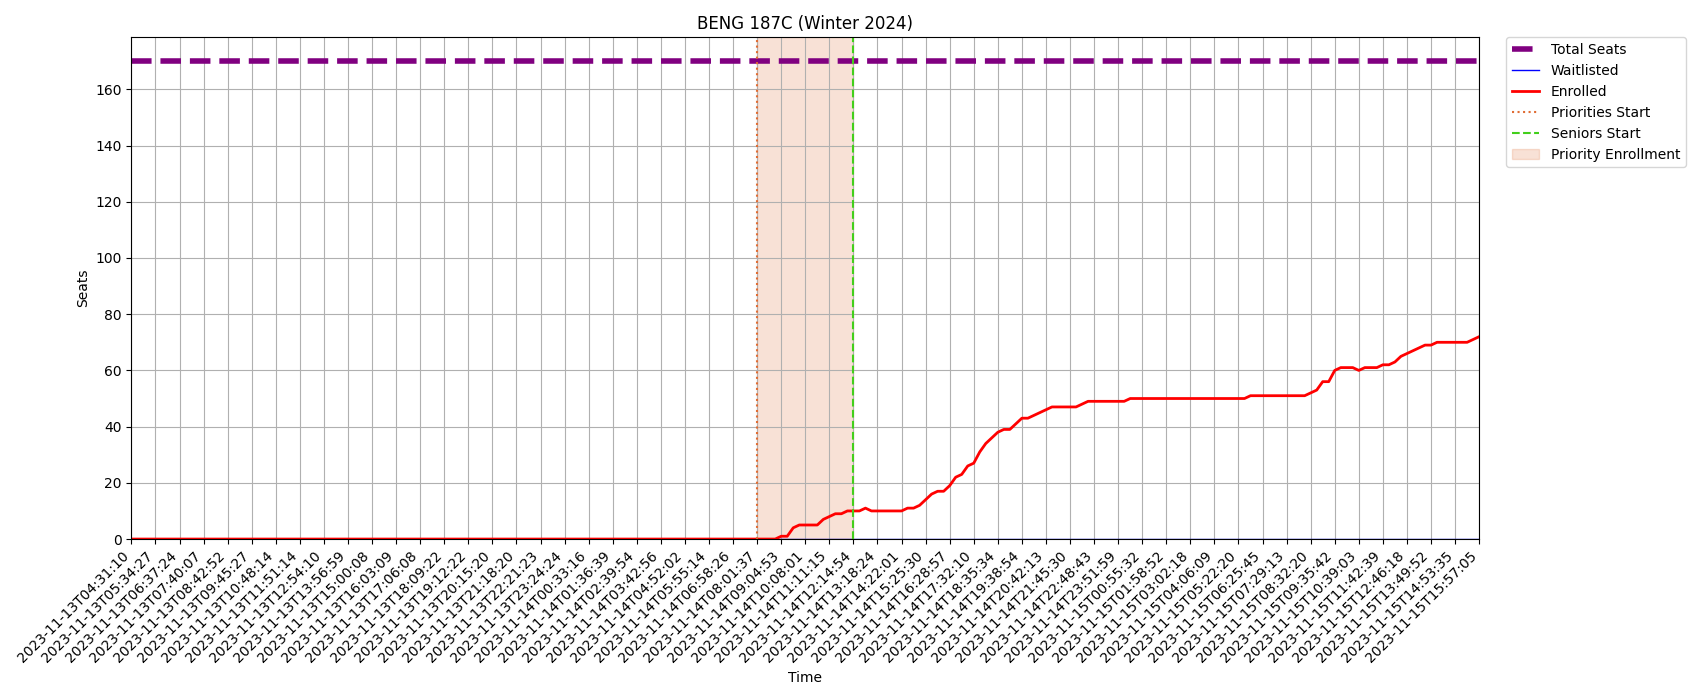 BENG 187C (Winter 2024)
Total Seats
Waitlisted
Enrolled
Priorities Start
Seniors Start
Priority Enrollment
160
140
120
100
80
60
40
20
0
Seats
2023-11-13T04:31:10
2023-11-13T05:34:27
2023-11-13T06:37:24
2023-11-13T07:40:07
2023-11-13T08:42:52
2023-11-13T09:45:27
2023-11-13T10:48:14
2023-11-13T11:51:14
2023-11-13T12:54:10
2023-11-13T13:56:59
2023-11-13T15:00:08
2023-11-13T16:03:09
2023-11-13T17:06:08
2023-11-13T18:09:22
2023-11-13T19:12:22
2023-11-13T20:15:20
2023-11-13T21:18:20
2023-11-13T22:21:23
2023-11-13T23:24:24
2023-11-14T00:33:16
2023-11-14T01:36:39
2023-11-14T02:39:54
2023-11-14T03:42:56
2023-11-14T04:52:02
2023-11-14T05:55:14
2023-11-14T06:58:26
2023-11-14T08:01:37
2023-11-14T09:04:53
2023-11-14T10:08:01
2023-11-14T11:11:15
2023-11-14T12:14:54
2023-11-14T13:18:24
2023-11-14T14:22:01
2023-11-14T15:25:30
2023-11-14T16:28:57
2023-11-14T17:32:10
2023-11-14T18:35:34
2023-11-14T19:38:54
2023-11-14T20:42:13
2023-11-14T21:45:30
2023-11-14T22:48:43
2023-11-14T23:51:59
2023-11-15T00:55:32
2023-11-15T01:58:52
2023-11-15T03:02:18
2023-11-15T04:06:09
2023-11-15T05:22:20
2023-11-15T06:25:45
2023-11-15T07:29:13
2023-11-15T08:32:20
2023-11-15T09:35:42
2023-11-15T10:39:03
2023-11-15T11:42:39
2023-11-15T12:46:18
2023-11-15T13:49:52
2023-11-15T14:53:35
2023-11-15T15:57:05
Time